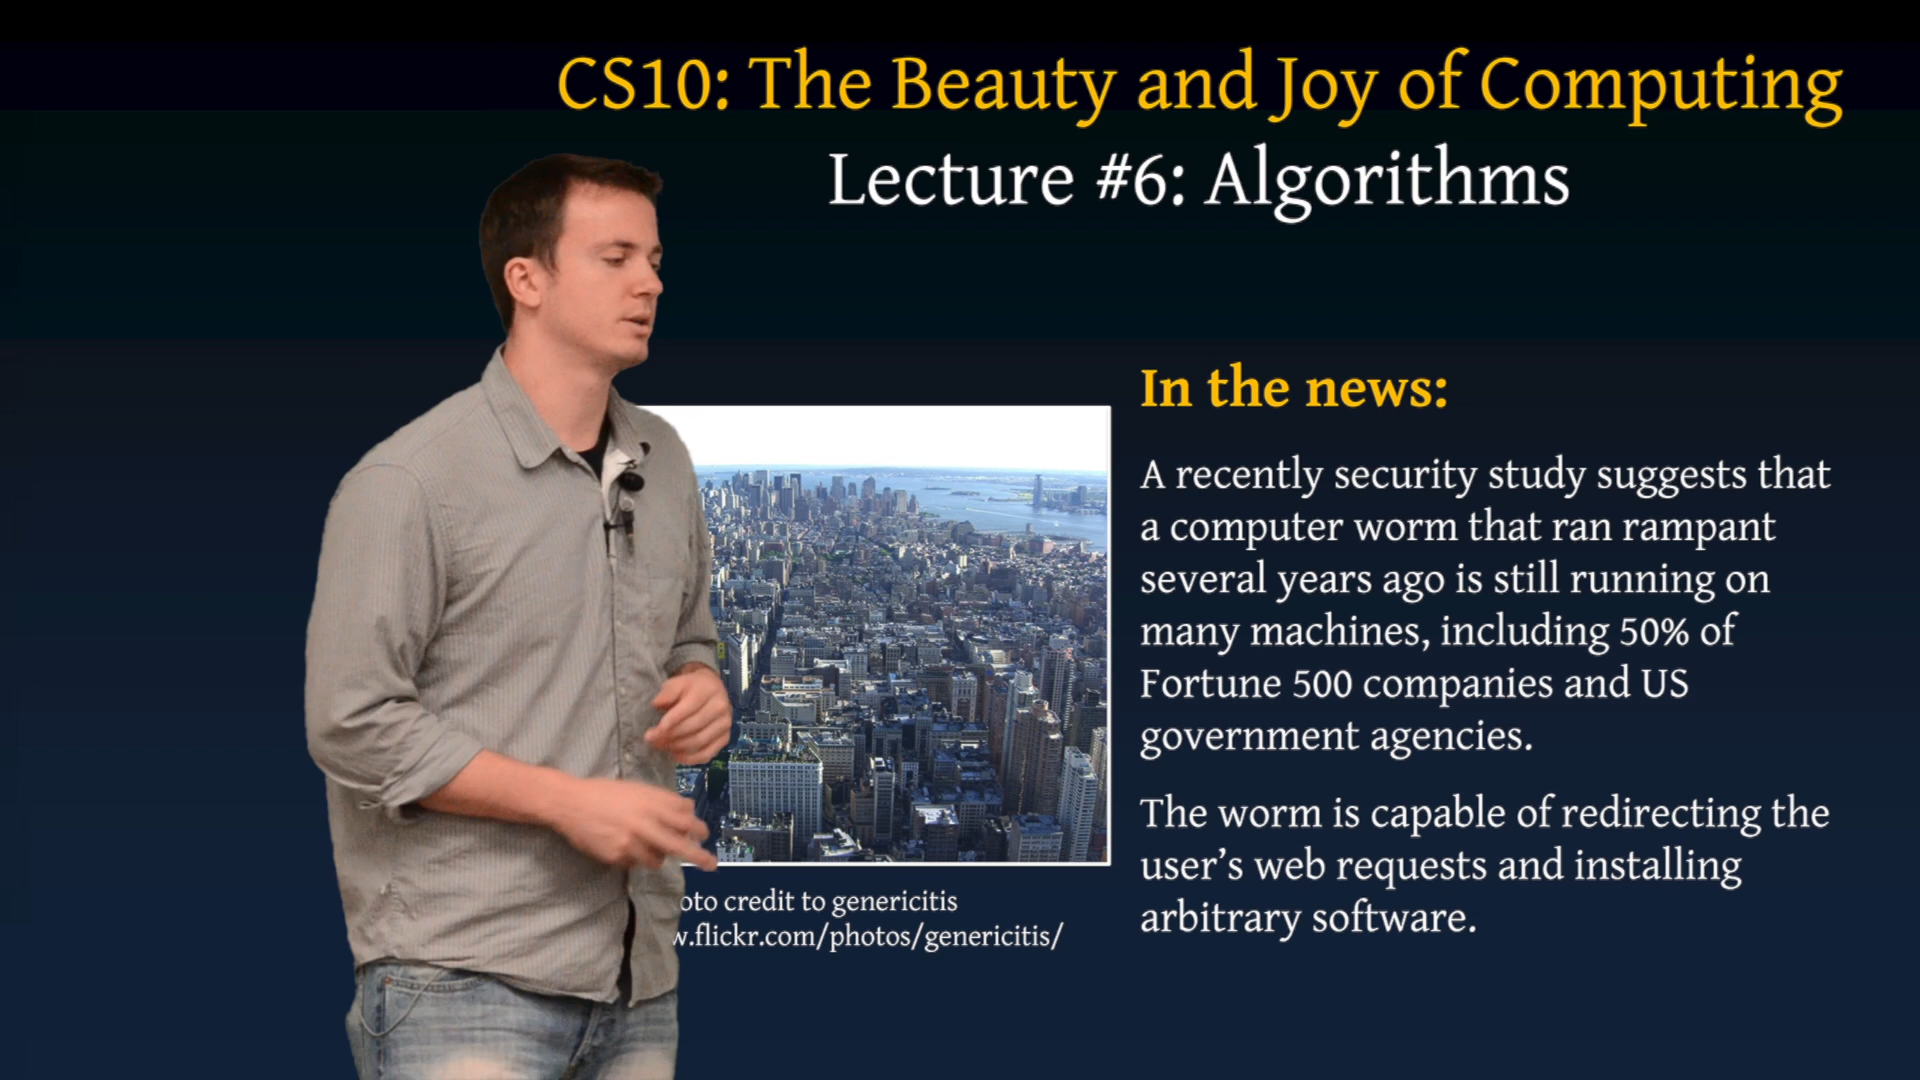 CS10: The Beauty and Joy of Computing
Lecture #6: Algorithms
In the news:
A recently security study suggests that
a computer worm that ran rampant
several years ago is still running on
many machines, including 50% of
Fortune 500 companies and US
government agencies.
The worm is capable of redirecting the
user’s web requests and installing
arbitrary software.
credit to genericitis
.flickr.com/photos/genericitis/